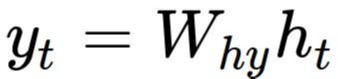 y_t = W_{hy}h_t